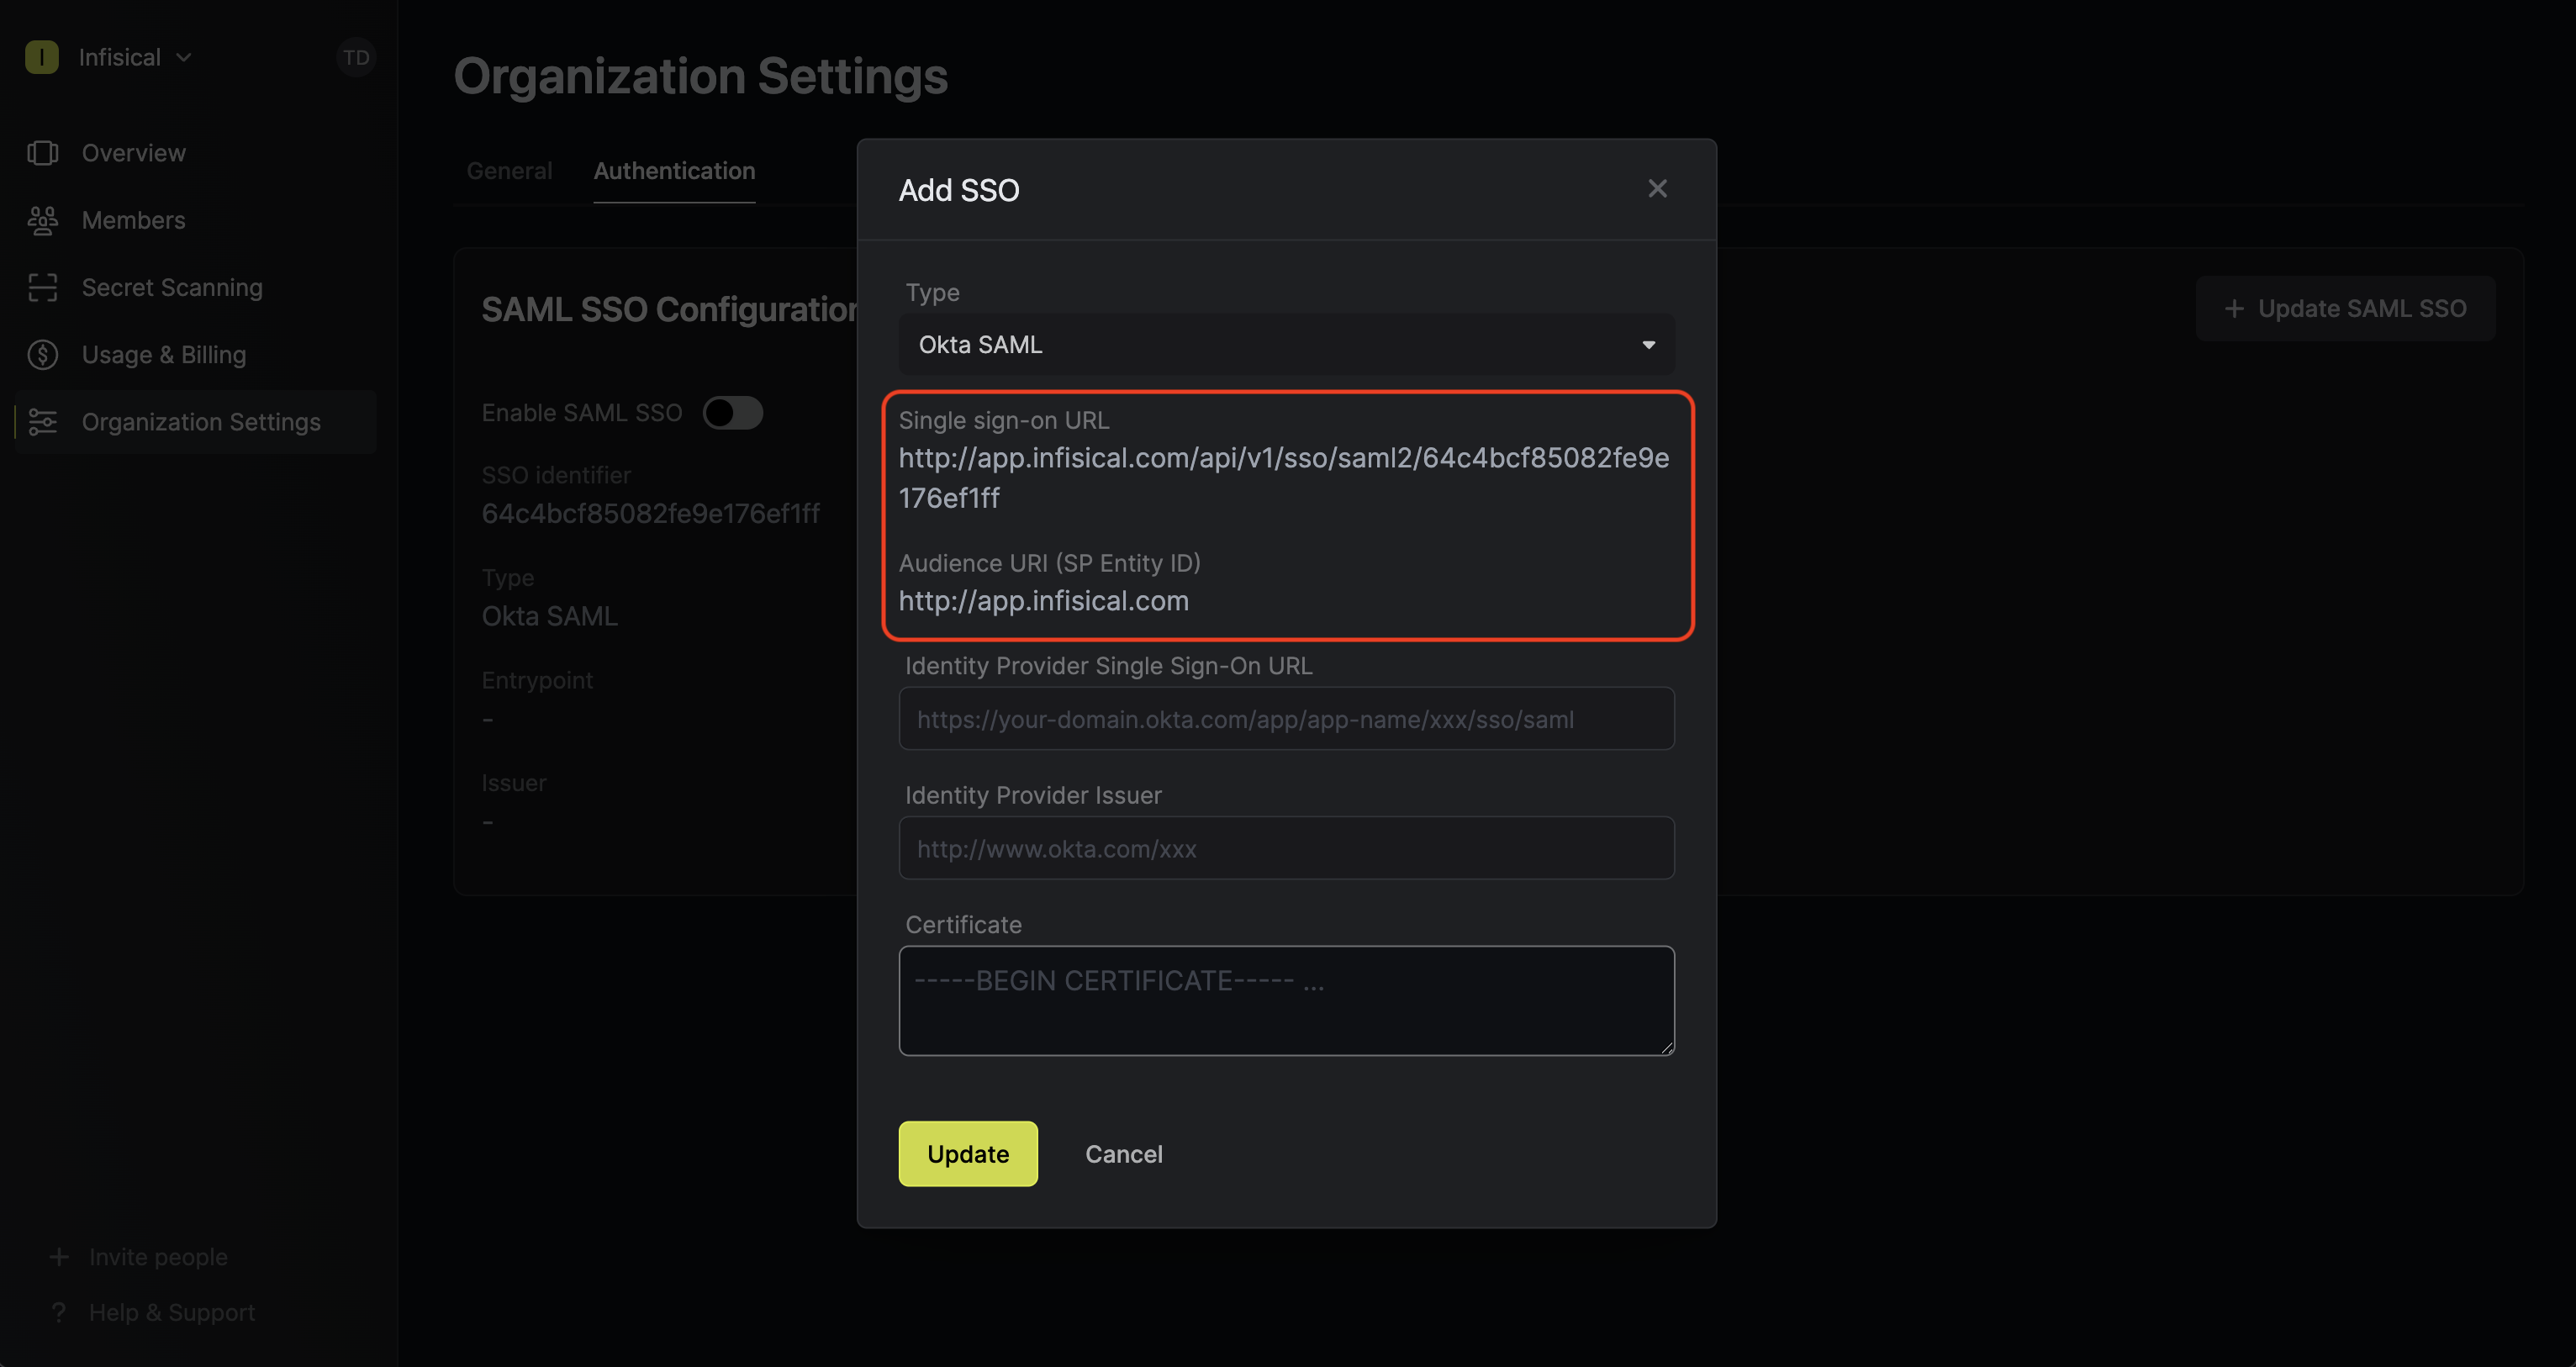 I Infisical TD
Overview
Members
Secret Scanning
Usage & Billing
Organization Settings
Invite people
? Help & Support
Organization Settings
General Authentication
SAML SSO Configuration
+ Update SAML SSO
Enable SAML SSO
SSO identifier
64c4bcf85082fe9e176ef1ff
Type
Okta SAML
Entrypoint
-
Issuer
-
Add SSO
Type
Okta SAML
Single sign-on URL
http://app.infisical.com/api/v1/sso/saml2/64c4bcf85082fe9e
176ef1ff
Audience URI (SP Entity ID)
http://app.infisical.com
Identity Provider Single Sign-On URL
https://your-domain.okta.com/app/app-name/xxx/sso/saml
Identity Provider Issuer
http://www.okta.com/xxx
Certificate
-----BEGIN CERTIFICATE----- ...
Update Cancel